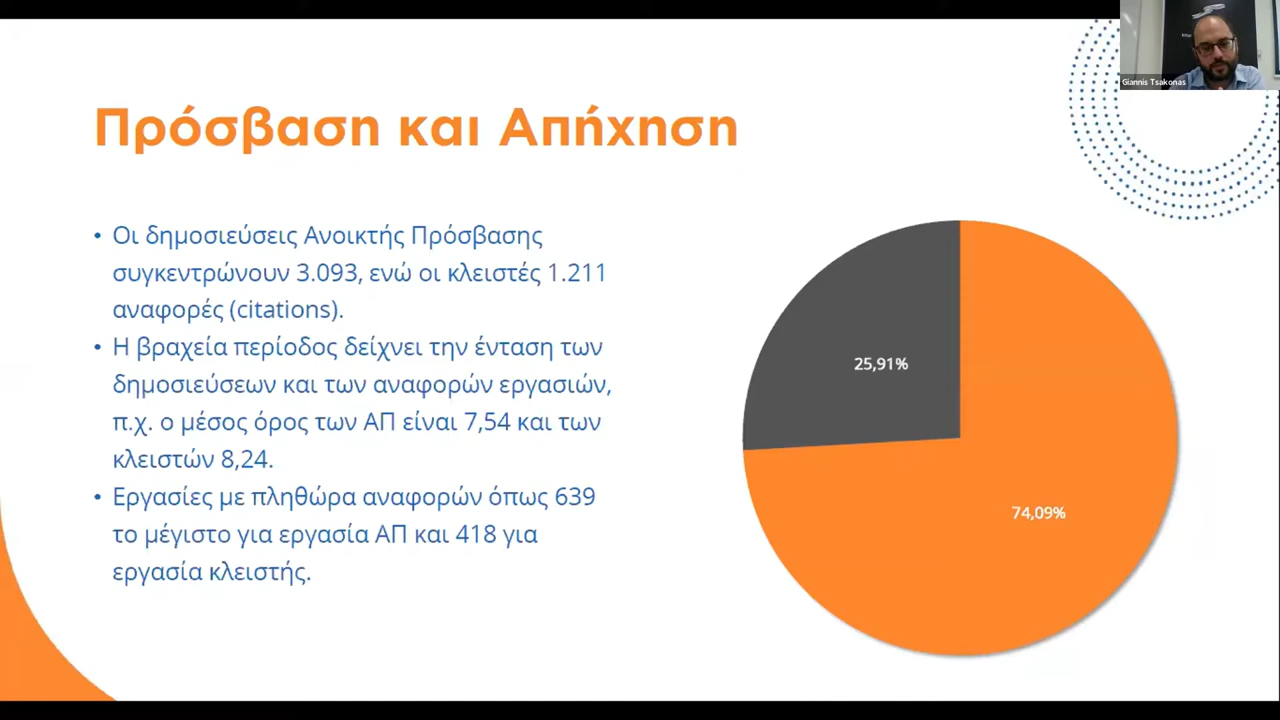 Giannis Tsakonas
Πρόσβαση και Απήχηση
• Οι δημοσιεύσεις Ανοικτής Πρόσβασης
συγκεντρώνουν 3.093, ενώ οι κλειστές 1.211
αναφορές (citations).
• Η βραχεία περίοδος δείχνει την ένταση των
δημοσιεύσεων και των αναφορών εργασιών,
π.χ. ο μέσος όρος των ΑΠ είναι 7,54 και των
κλειστών 8,24.
• Εργασίες με πληθώρα αναφορών όπως 639
το μέγιστο για εργασία ΑΠ και 418 για
εργασία κλειστής.
25,91%
74,09%